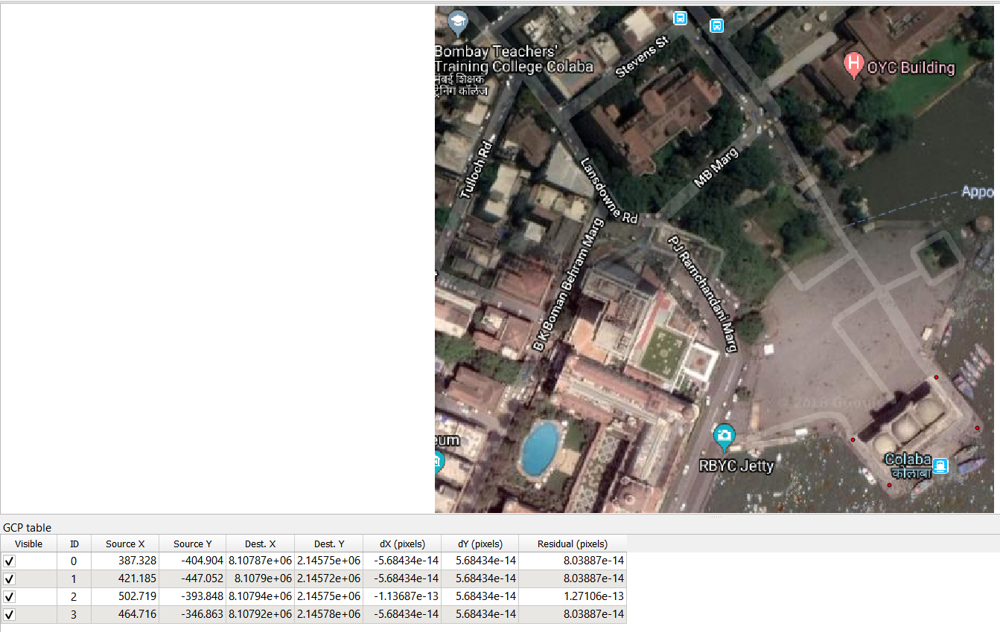 Bombay Teachers'
Training College Colaba
मुंबई शिक्षक
ट्रेनिंग कॉलेज
Stevens St
H OYC Building
Tulloch Rd
Lansdowne Rd
MB Marg
Appo
B K Boman Behram Marg
PJ Ramchandani Marg
2018 Google
eum
RBYC Jetty
Colaba
कोलाबा
GCP table
Visible ID Source X Source Y Dest. X Dest. Y dX (pixels) dY (pixels) Residual (pixels)
0 387.328 -404.904 8.10787e+06 2.14575e+06 -5.68434e-14 5.68434e-14 8.03887e-14
1 421.185 -447.052 8.1079e+06 2.14572e+06 -5.68434e-14 5.68434e-14 8.03887e-14
2 502.719 -393.848 8.10794e+06 2.14575e+06 -1.13687e-13 5.68434e-14 1.27106e-13
3 464.716 -346.863 8.10792e+06 2.14578e+06 -5.68434e-14 5.68434e-14 8.03887e-14